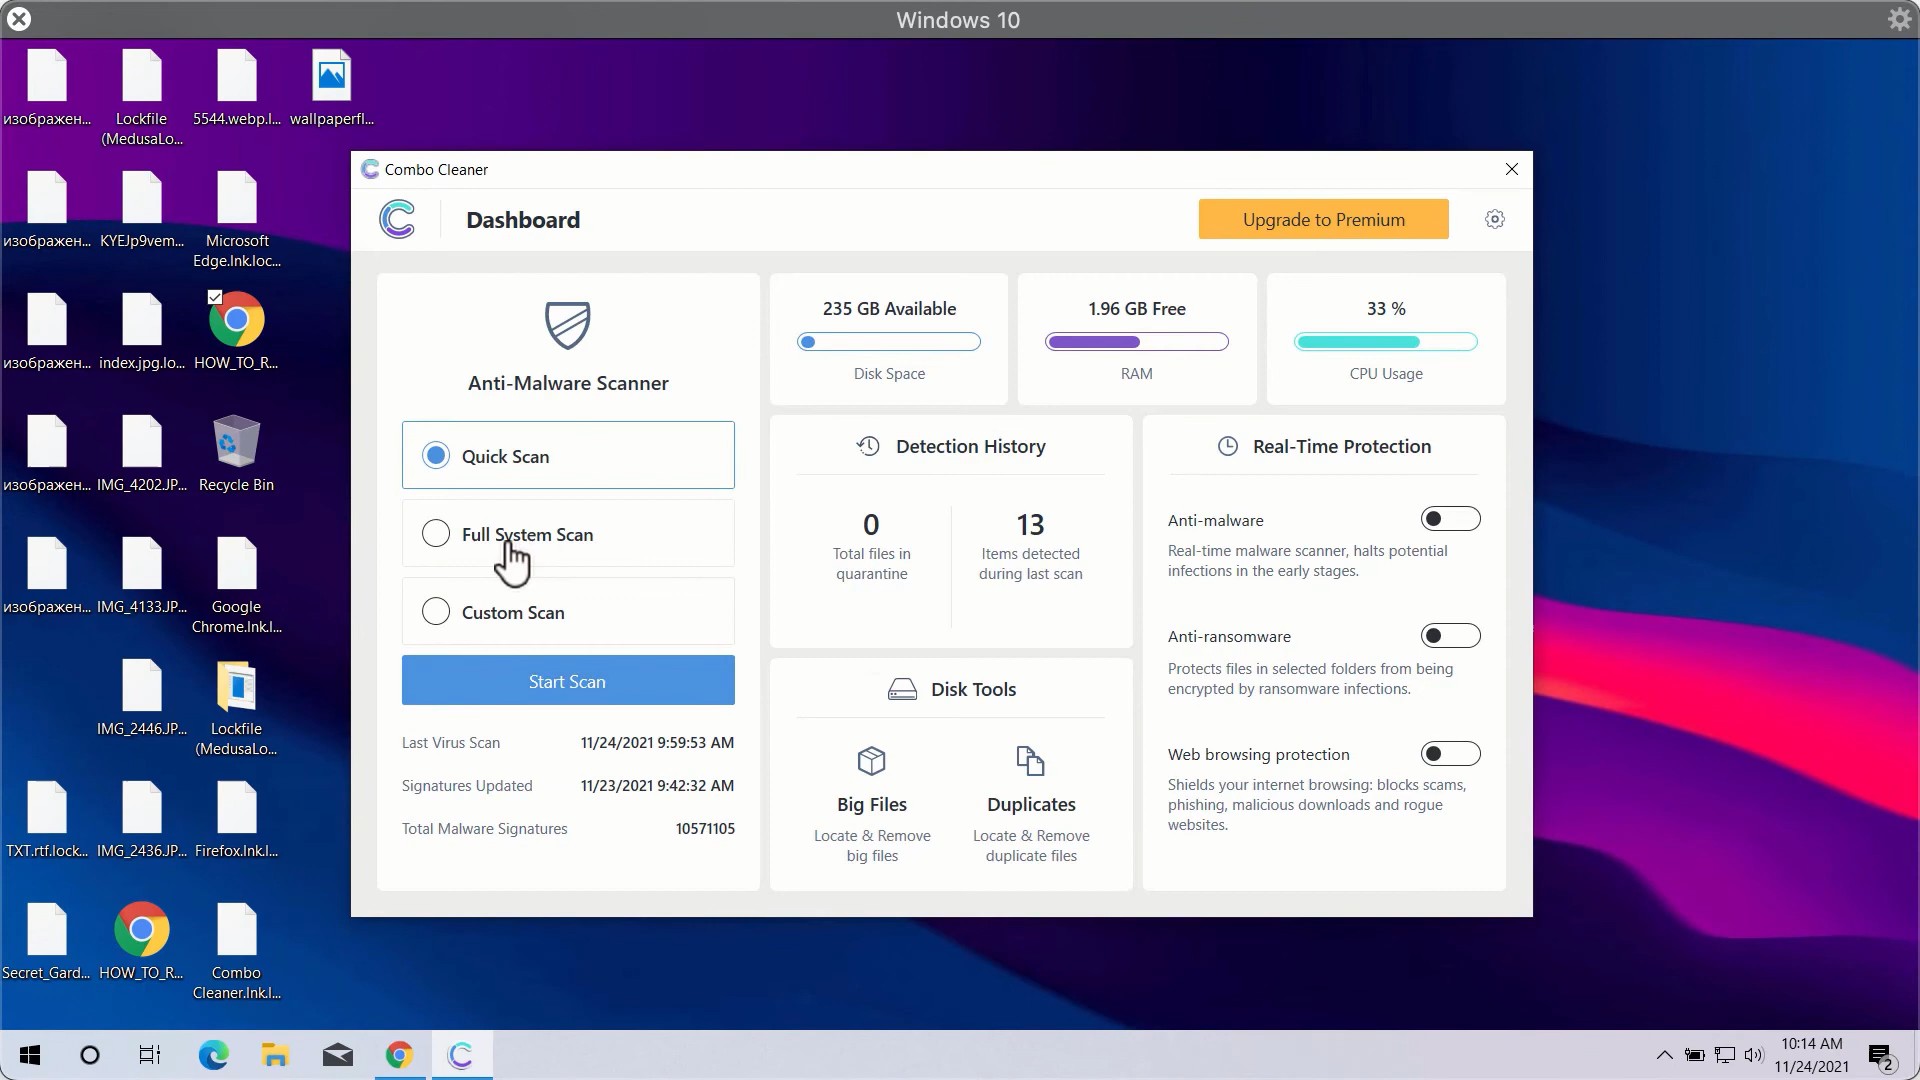 Windows 10
изображен...
Lockfile
(MedusaLo...
5544.webp.l...
wallpaperfl...
изображен...
KYEJp9vem...
Microsoft
Edge.lnk.loc...
изображен...
index.jpg.lo...
HOW_TO_R...
изображен...
IMG_4202.JP...
Recycle Bin
изображен...
IMG_4133.JP...
Google
Chrome.lnk.l...
IMG_2446.JP...
Lockfile
(MedusaLo...
TXT.rtf.lock...
IMG_2436.JP...
Firefox.lnk.l...
Secret_Gard...
HOW_TO_R...
Combo
Cleaner.lnk.l...
Combo Cleaner
Dashboard
Upgrade to Premium
Anti-Malware Scanner
Quick Scan
Full System Scan
Custom Scan
Start Scan
Last Virus Scan 11/24/2021 9:59:53 AM
Signatures Updated 11/23/2021 9:42:32 AM
Total Malware Signatures 10571105
235 GB Available
Disk Space
1.96 GB Free
RAM
33 %
CPU Usage
Detection History
0
Total files in
quarantine
13
Items detected
during last scan
Disk Tools
Big Files
Locate & Remove
big files
Duplicates
Locate & Remove
duplicate files
Real-Time Protection
Anti-malware
Real-time malware scanner, halts potential
infections in the early stages.
Anti-ransomware
Protects files in selected folders from being
encrypted by ransomware infections.
Web browsing protection
Shields your internet browsing: blocks scams,
phishing, malicious downloads and rogue
websites.
10:14 AM
11/24/2021
2